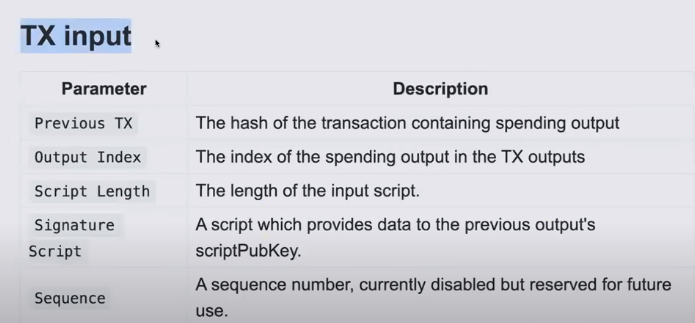 TX input
Parameter Description
Previous TX The hash of the transaction containing spending output
Output Index The index of the spending output in the TX outputs
Script Length The length of the input script.
Signature A script which provides data to the previous output's
Script scriptPubKey.
Sequence A sequence number, currently disabled but reserved for future
use.